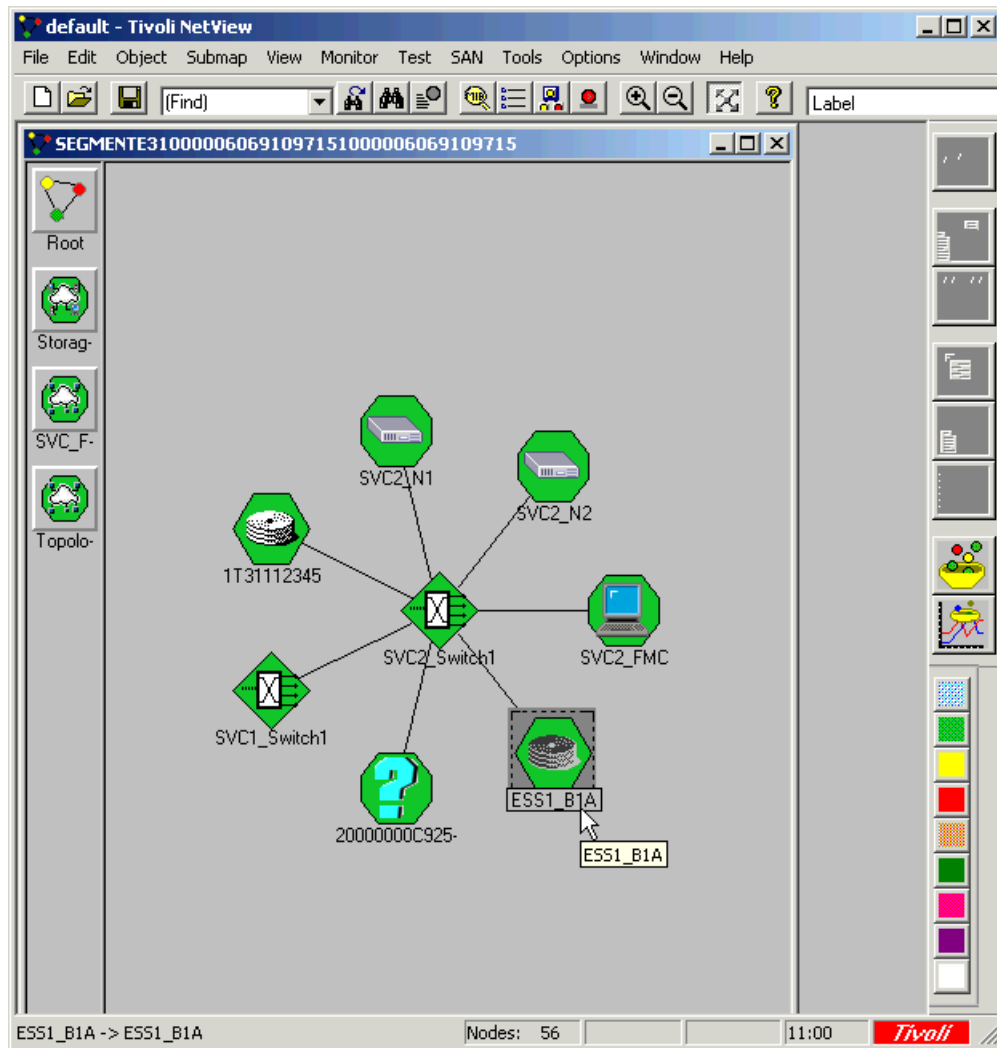 default - Tivoli NetView
File Edit Object Submap View Monitor Test SAN Tools Options Window Help
(Find)
Label
SEGMENTE310000060691097151000006069109715
Root
Storag-
SVC_F-
Topolo-
SVC2_N1
SVC2_N2
1T31112345
SVC2_Switch1
SVC2_FMC
SVC1_Switch1
ESS1_B1A
20000000C925-
ESS1_B1A
ESS1_B1A -> ESS1_B1A
Nodes: 56
11:00
Tivoli